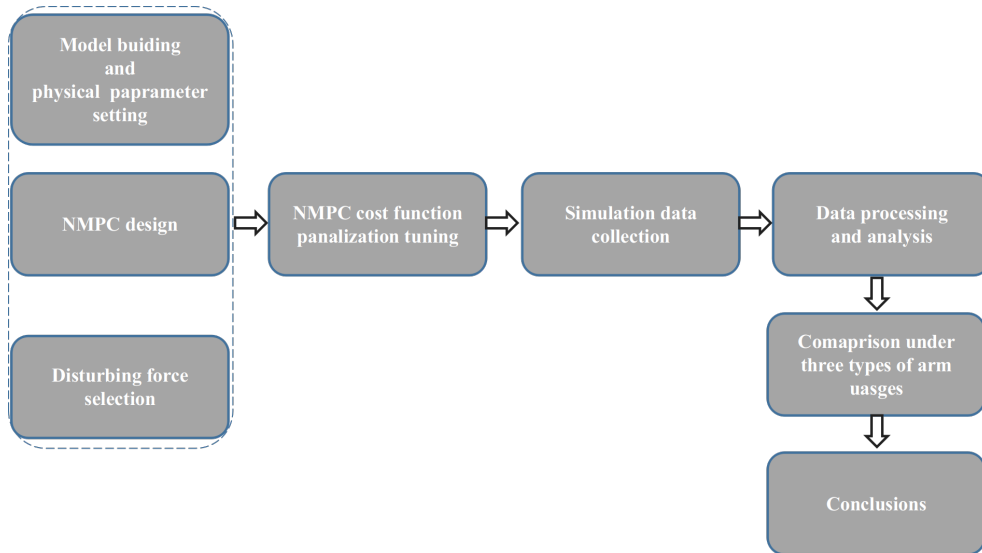 Model buiding
and
physical paprameter
setting
NMPC design
Disturbing force
selection
NMPC cost function
panalization tuning
Simulation data
collection
Data processing
and analysis
Comaprison under
three types of arm
uasges
Conclusions